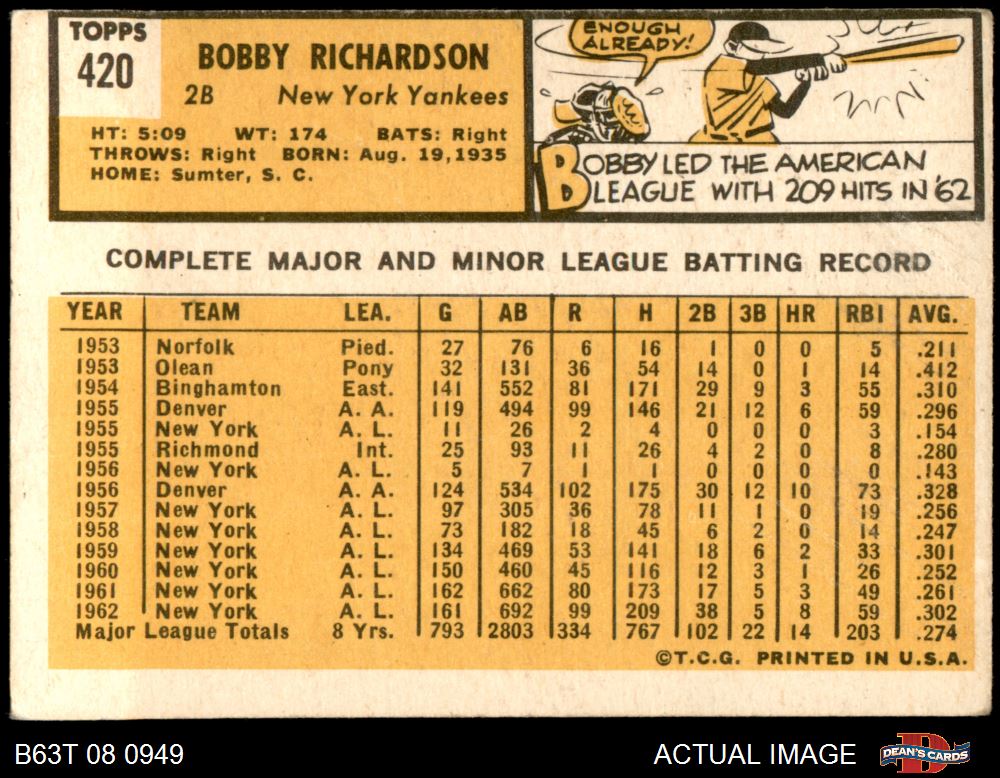 TOPPS
420
BOBBY RICHARDSON
2B New York Yankees
HT: 5:09 WT: 174 BATS: Right
THROWS: Right BORN: Aug. 19, 1935
HOME: Sumter, S. C.
ENOUGH
ALREADY!
BOBBY LED THE AMERICAN
LEAGUE WITH 209 HITS IN '62
COMPLETE MAJOR AND MINOR LEAGUE BATTING RECORD
YEAR TEAM LEA. G AB R H 2B 3B HR RBI AVG.
1953 Norfolk Pied. 27 76 6 16 1 0 0 5 .211
1953 Olean Pony 32 131 36 54 14 0 1 14 .412
1954 Binghamton East. 141 552 81 171 29 9 3 55 .310
1955 Denver A. A. 119 494 99 146 21 12 6 59 .296
1955 New York A. L. 11 26 2 4 0 0 0 3 .154
1955 Richmond Int. 25 93 11 26 4 2 0 8 .280
1956 New York A. L. 5 7 1 1 0 0 0 0 .143
1956 Denver A. A. 124 534 102 175 30 12 10 73 .328
1957 New York A. L. 97 305 36 78 11 1 0 19 .256
1958 New York A. L. 73 182 18 45 6 2 0 14 .247
1959 New York A. L. 134 469 53 141 18 6 2 33 .301
1960 New York A. L. 150 460 45 116 12 3 1 26 .252
1961 New York A. L. 162 662 80 173 17 5 3 49 .261
1962 New York A. L. 161 692 99 209 38 5 8 59 .302
Major League Totals 8 Yrs. 793 2803 334 767 102 22 14 203 .274
©T.C.G. PRINTED IN U.S.A.
B63T 08 0949 ACTUAL IMAGE DEAN'S CARDS